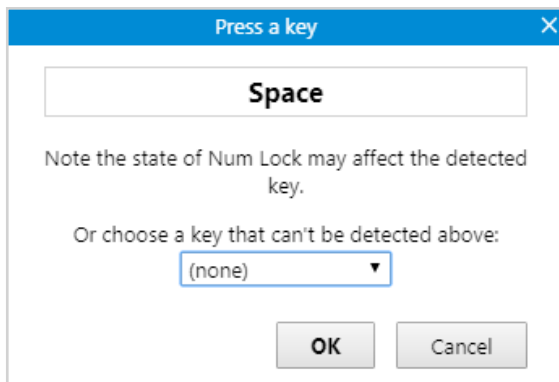 Press a key
Space
Note the state of Num Lock may affect the detected
key.
Or choose a key that can't be detected above:
(none)
OK
Cancel